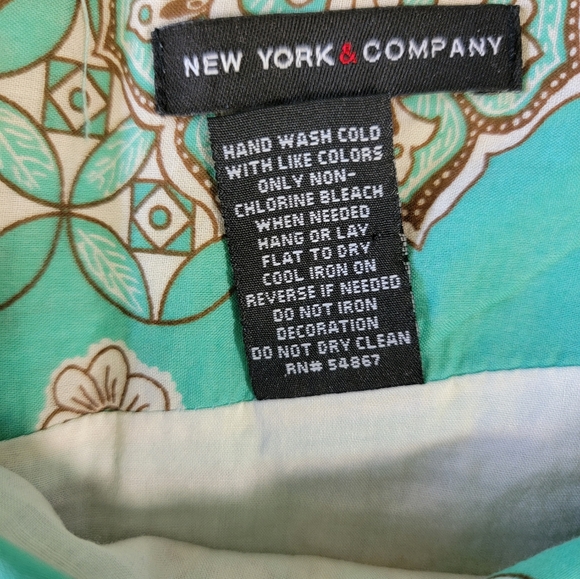 NEW YORK & COMPANY
HAND WASH COLD
WITH LIKE COLORS
ONLY NON-
CHLORINE BLEACH
WHEN NEEDED
HANG OR LAY
FLAT TO DRY
COOL IRON ON
REVERSE IF NEEDED
DO NOT IRON
DECORATION
DO NOT DRY CLEAN
RN# 54867